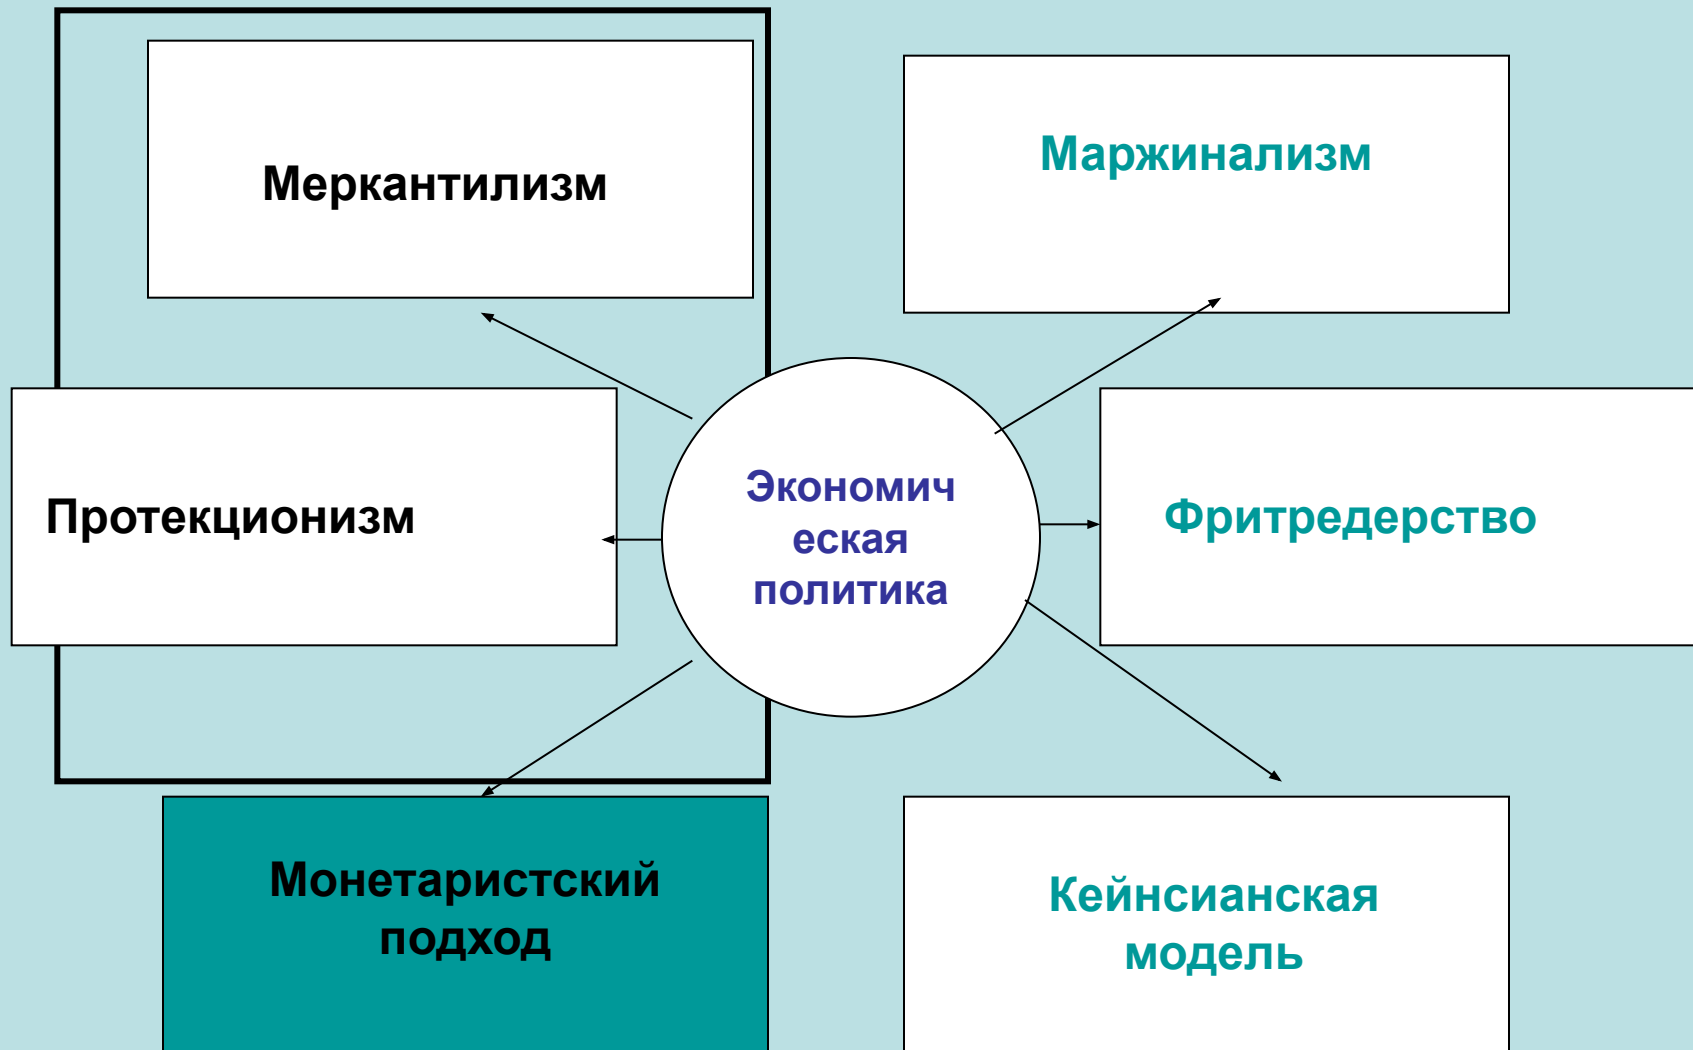 Меркантилизм
Маржинализм
Протекционизм
Экономич
еская
политика
Фритредерство
Монетаристский
подход
Кейнсианская
модель